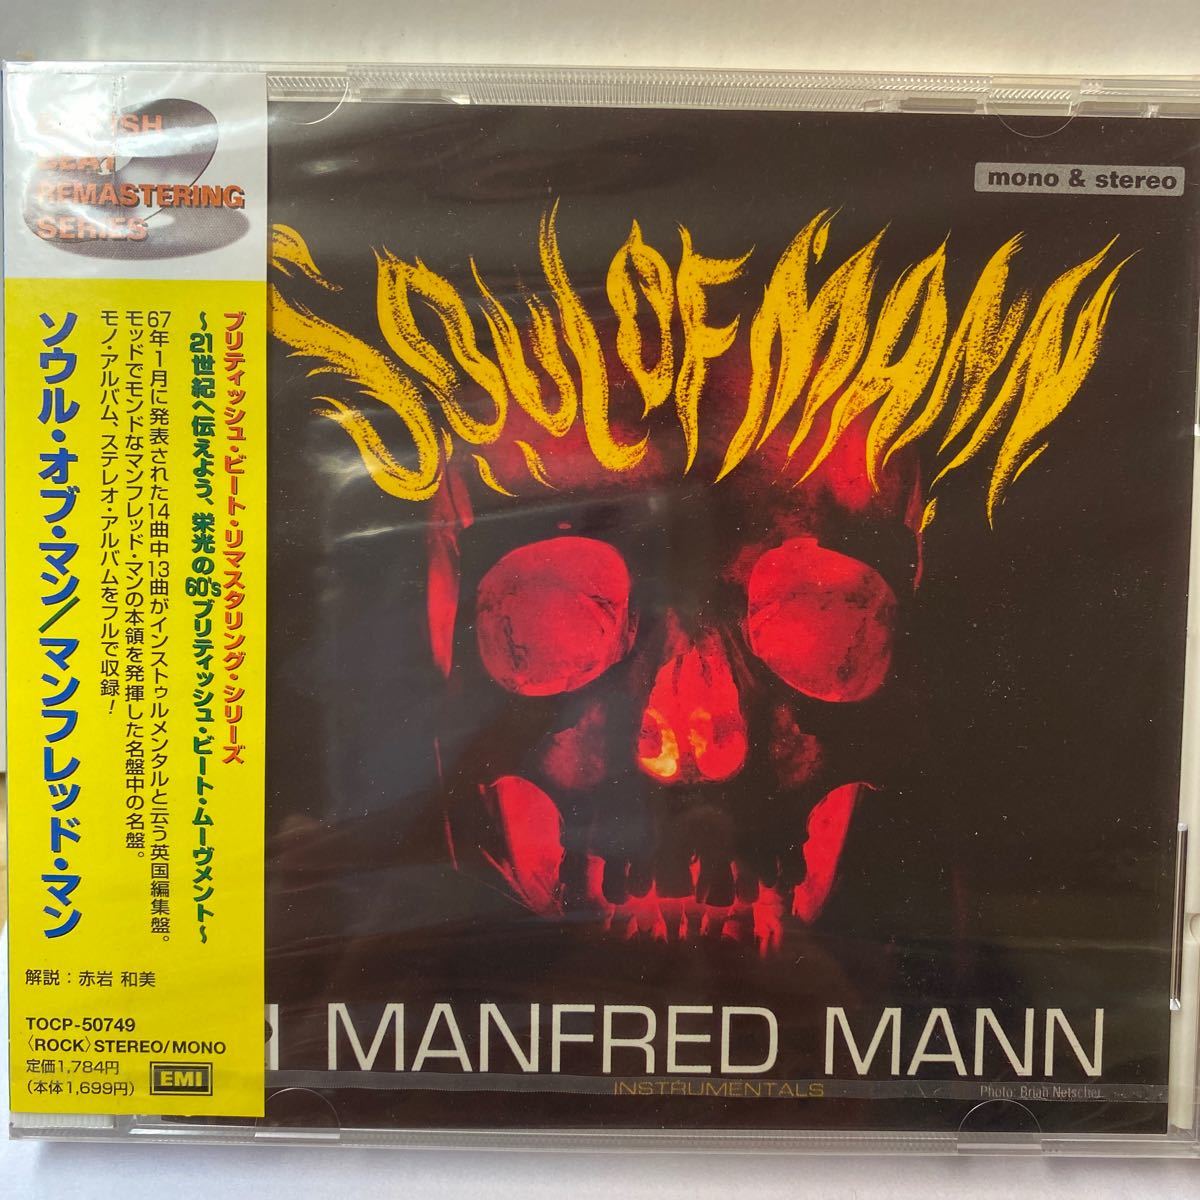 BEAT
REMASTERING
SERIES
ブリティッシュ・ビート・リマスタリング・シリーズ
～21世紀へ伝えよう、栄光の60'sブリティッシュ・ビート・ムーヴメント～
67年1月に発表された14曲中13曲がインストゥルメンタルと云う英国編集盤。
モッドでモンドなマンフレッド・マンの本領を発揮した名盤中の名盤。
モノ・アルバム、ステレオ・アルバムをフルで収録!
ソウル・オブ・マン/マンフレッド・マン
解説:赤岩 和美
TOCP-50749
〈ROCK〉STEREO/MONO
定価1,784円
(本体1,699円)
EMI
mono & stereo
SOUL OF MANN
MANFRED MANN
INSTRUMENTALS
Photo: Brian Netscher